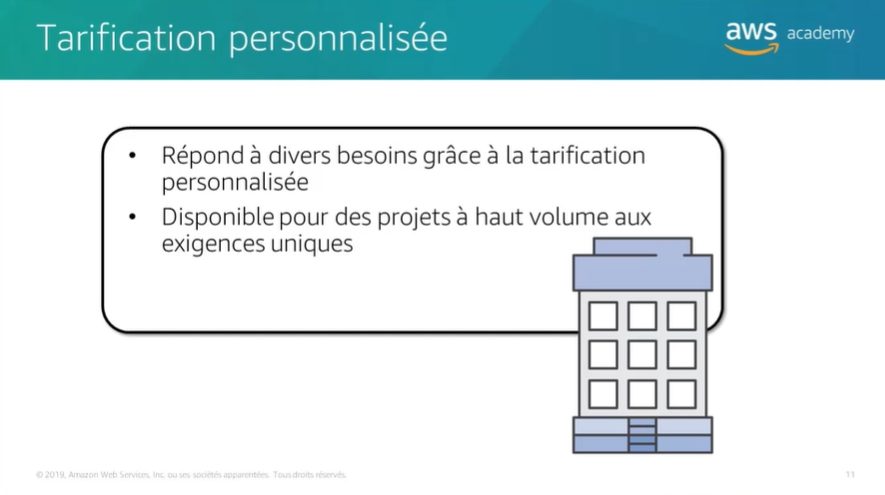 Tarification personnalisée
aws academy
• Répond à divers besoins grâce à la tarification
personnalisée
• Disponible pour des projets à haut volume aux
exigences uniques
© 2019, Amazon Web Services, Inc. ou ses sociétés apparentées. Tous droits réservés.
11